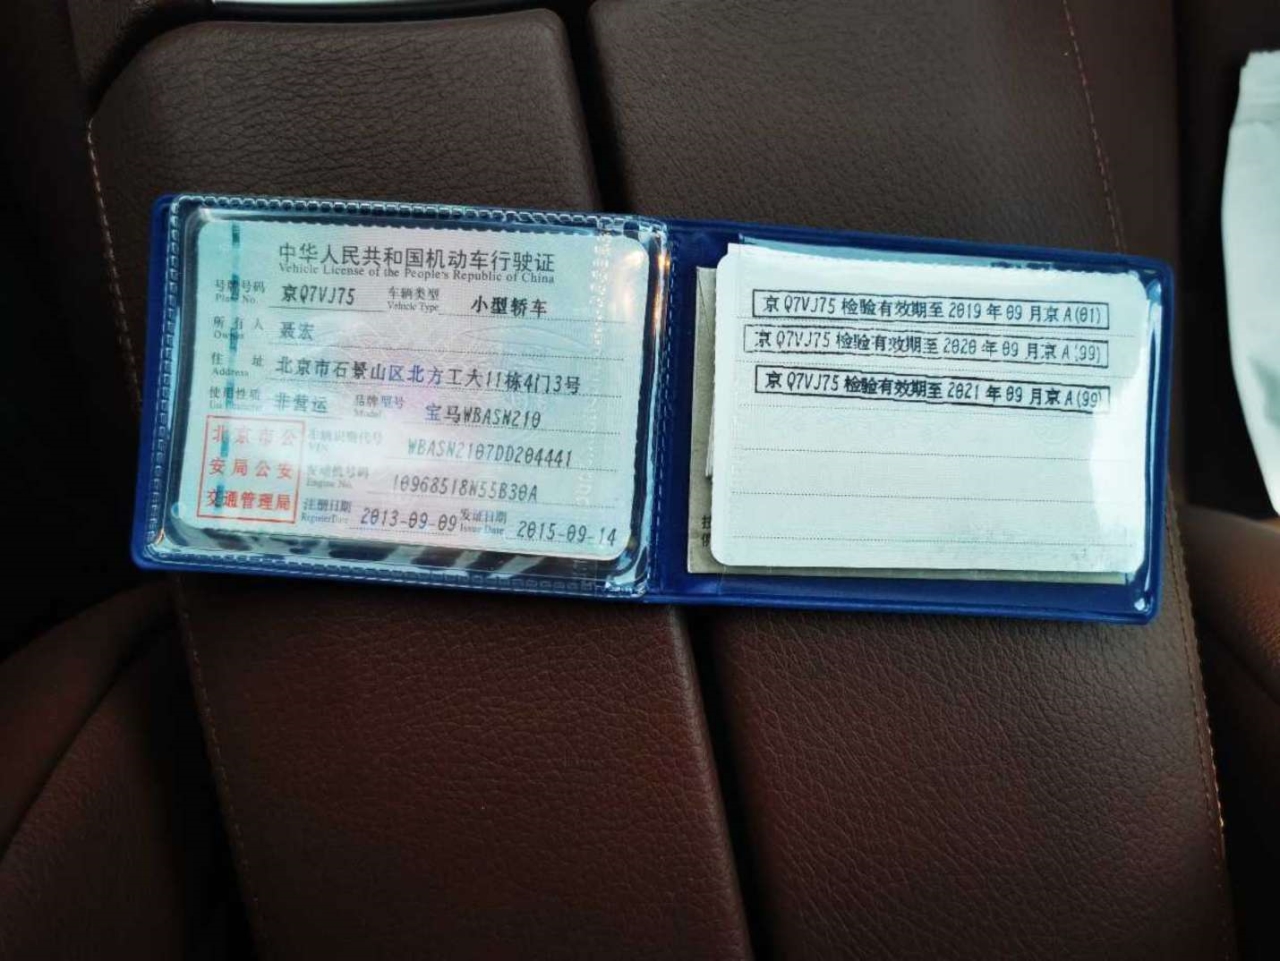 中华人民共和国机动车行驶证
Vehicle License of the People's Republic of China
号牌号码 京Q7VJ75 车辆类型 小型轿车
Plate No. Vehicle Type
所有人 聂宏
Owner
住址 北京市石景山区北方工大11栋4门3号
Address
使用性质 非营运 品牌型号 宝马WBASN210
Use Character Model
北京市公
安局公安
交通管理局
车辆识别代号 WBASN2107DD204441
VIN
发动机号码 10968518N55B30A
Engine No.
注册日期 2013-09-09 发证日期 2015-09-14
Register Date Issue Date
京Q7VJ75 检验有效期至 2019 年 09 月京 A(01)
京Q7VJ75 检验有效期至 2020 年 09 月京 A(99)
京Q7VJ75 检验有效期至 2021 年 09 月京 A(99)